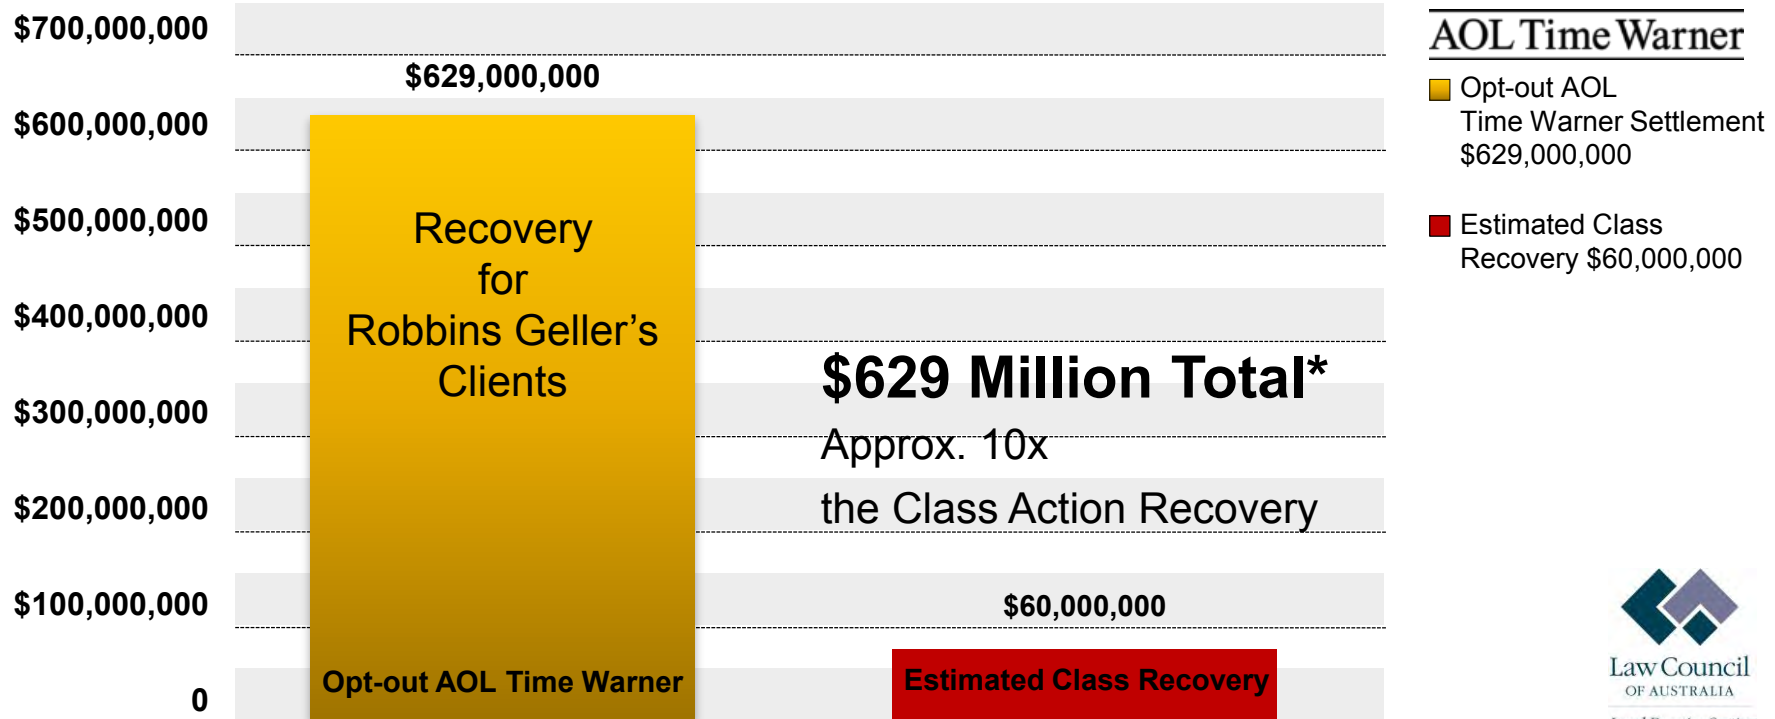 $700,000,000
$600,000,000
$500,000,000
$400,000,000
$300,000,000
$200,000,000
$100,000,000
0
$629,000,000
Recovery
for
Robbins Geller’s
Clients
Opt-out AOL Time Warner
$629 Million Total*
Approx. 10x
the Class Action Recovery
$60,000,000
Estimated Class Recovery
AOL Time Warner
Opt-out AOL
Time Warner Settlement
$629,000,000
Estimated Class
Recovery $60,000,000
Law Council
OF AUSTRALIA